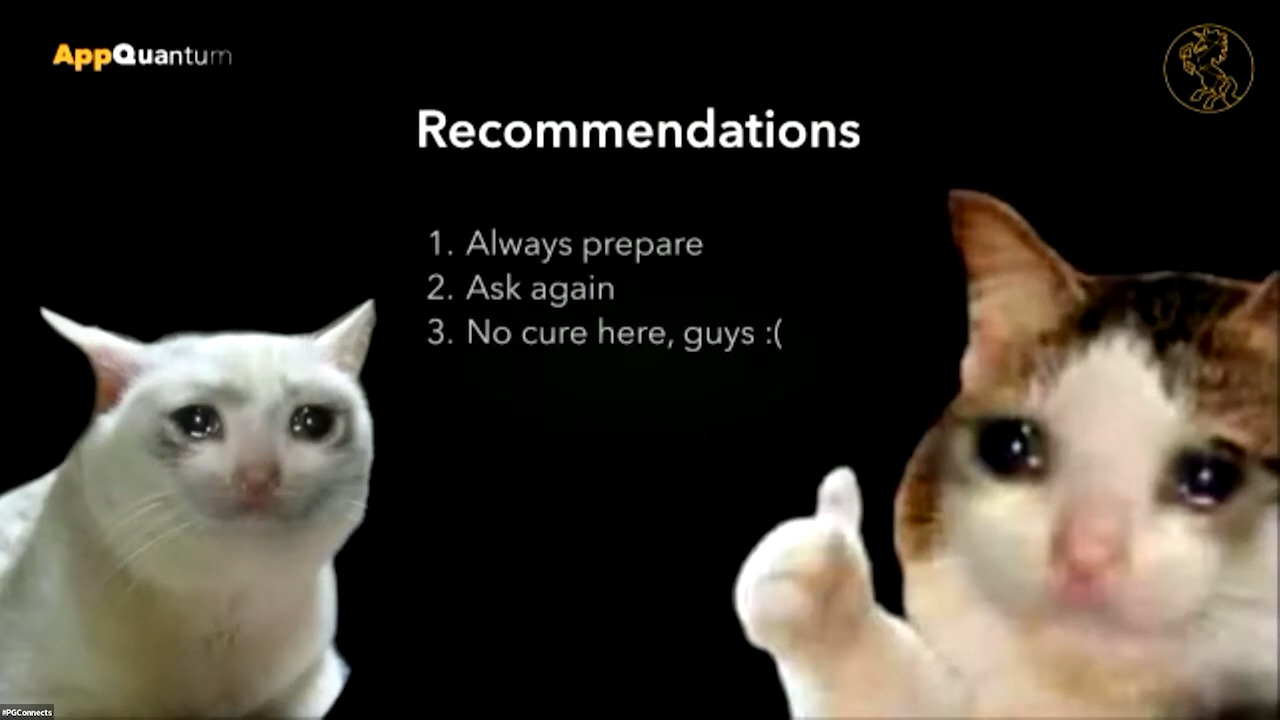 AppQuantum
Recommendations
1. Always prepare
2. Ask again
3. No cure here, guys :(
#PGConnects